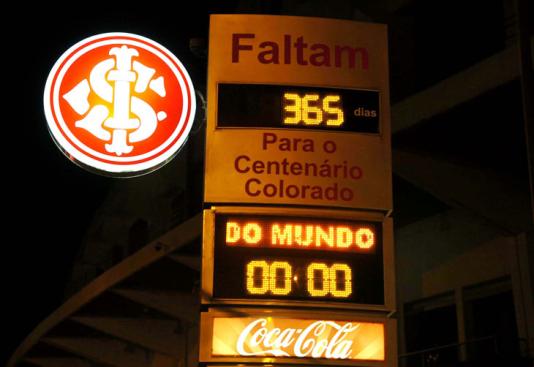 Faltam
365 dias
Para o
Centenário
Colorado
DO MUNDO
00:00
Coca-Cola